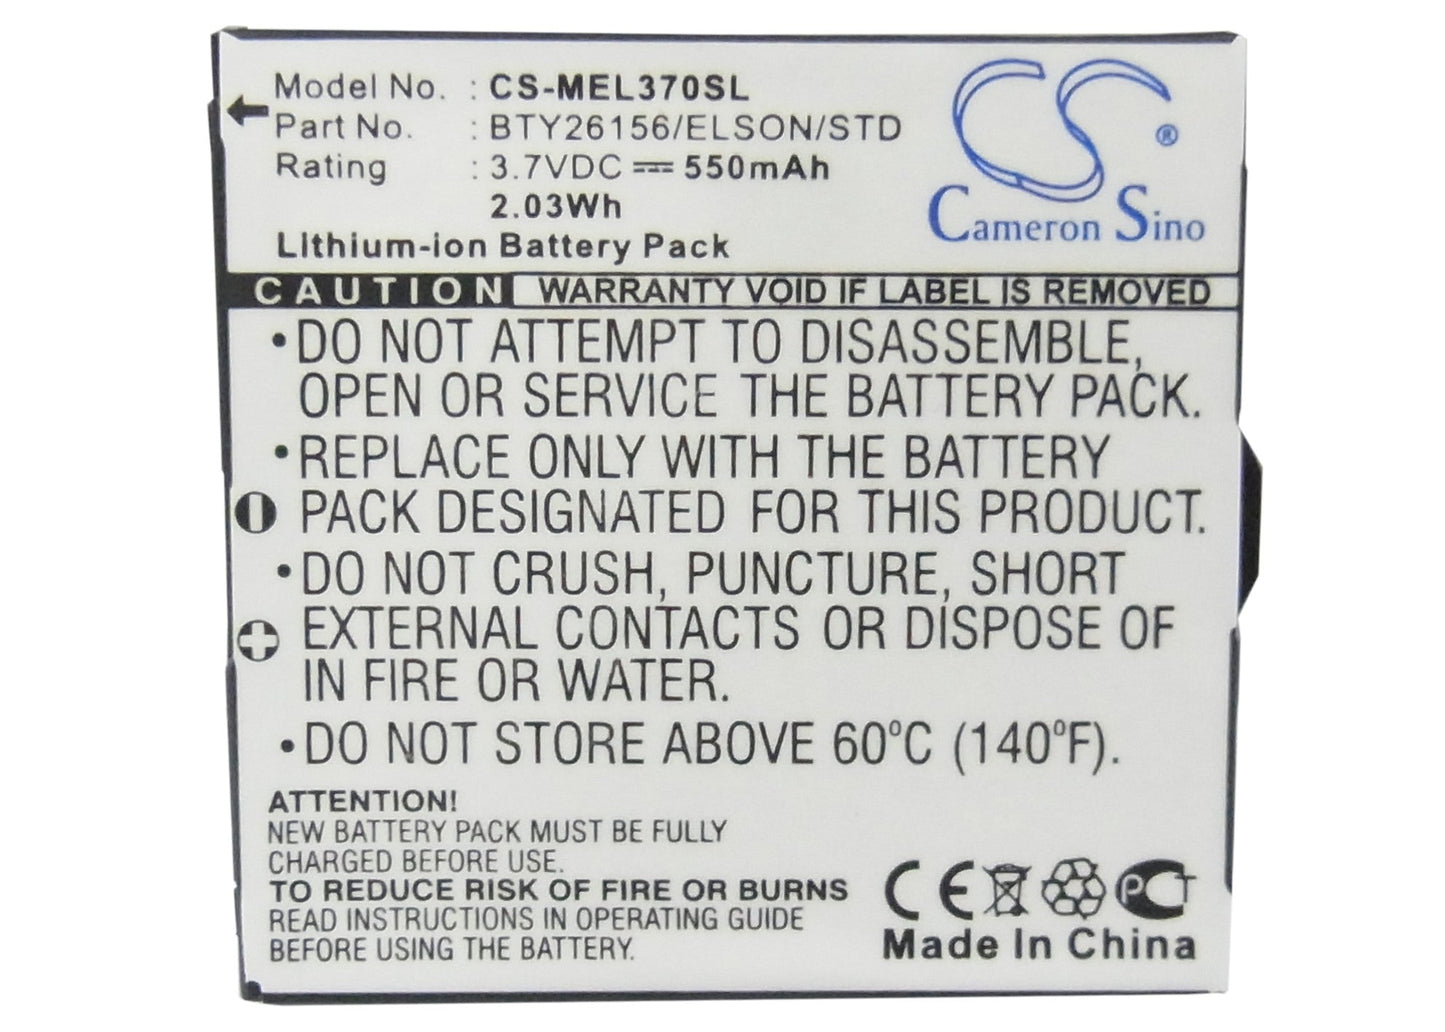 Model No. : CS-MEL370SL
Part No. : BTY26156/ELSON/STD
Rating : 3.7VDC ⎓ 550mAh
2.03Wh
Lithium-ion Battery Pack
CS®
Cameron Sino
CAUTION WARRANTY VOID IF LABEL IS REMOVED
•DO NOT ATTEMPT TO DISASSEMBLE,
OPEN OR SERVICE THE BATTERY PACK.
•REPLACE ONLY WITH THE BATTERY
PACK DESIGNATED FOR THIS PRODUCT.
•DO NOT CRUSH, PUNCTURE, SHORT
EXTERNAL CONTACTS OR DISPOSE OF
IN FIRE OR WATER.
•DO NOT STORE ABOVE 60°C (140°F).
ATTENTION!
NEW BATTERY PACK MUST BE FULLY
CHARGED BEFORE USE.
TO REDUCE RISK OF FIRE OR BURNS
READ INSTRUCTIONS IN OPERATING GUIDE
BEFORE USING THE BATTERY.
CE PCT
Made In China